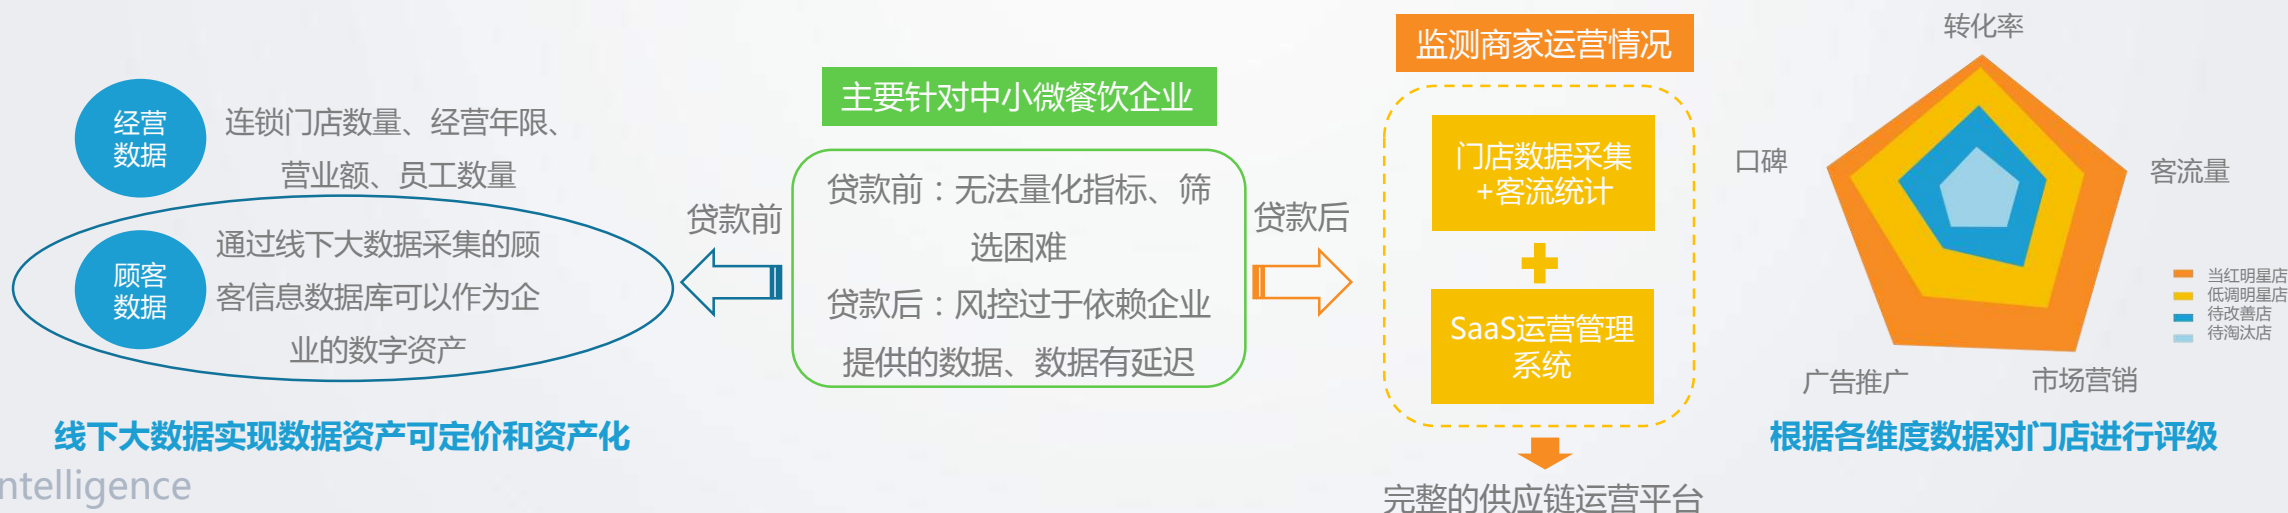 经营
数据
连锁门店数量、经营年限、
营业额、员工数量
顾客
数据
通过线下大数据采集的顾
客信息数据库可以作为企
业的数字资产
线下大数据实现数据资产可定价和资产化
ntelligence
贷款前
主要针对中小微餐饮企业
贷款前：无法量化指标、筛
选困难
贷款后：风控过于依赖企业
提供的数据、数据有延迟
贷款后
监测商家运营情况
门店数据采集
+客流统计
SaaS运营管理
系统
完整的供应链运营平台
转化率
口碑
客流量
广告推广
市场营销
当红明星店
低调明星店
待改善店
待淘汰店
根据各维度数据对门店进行评级